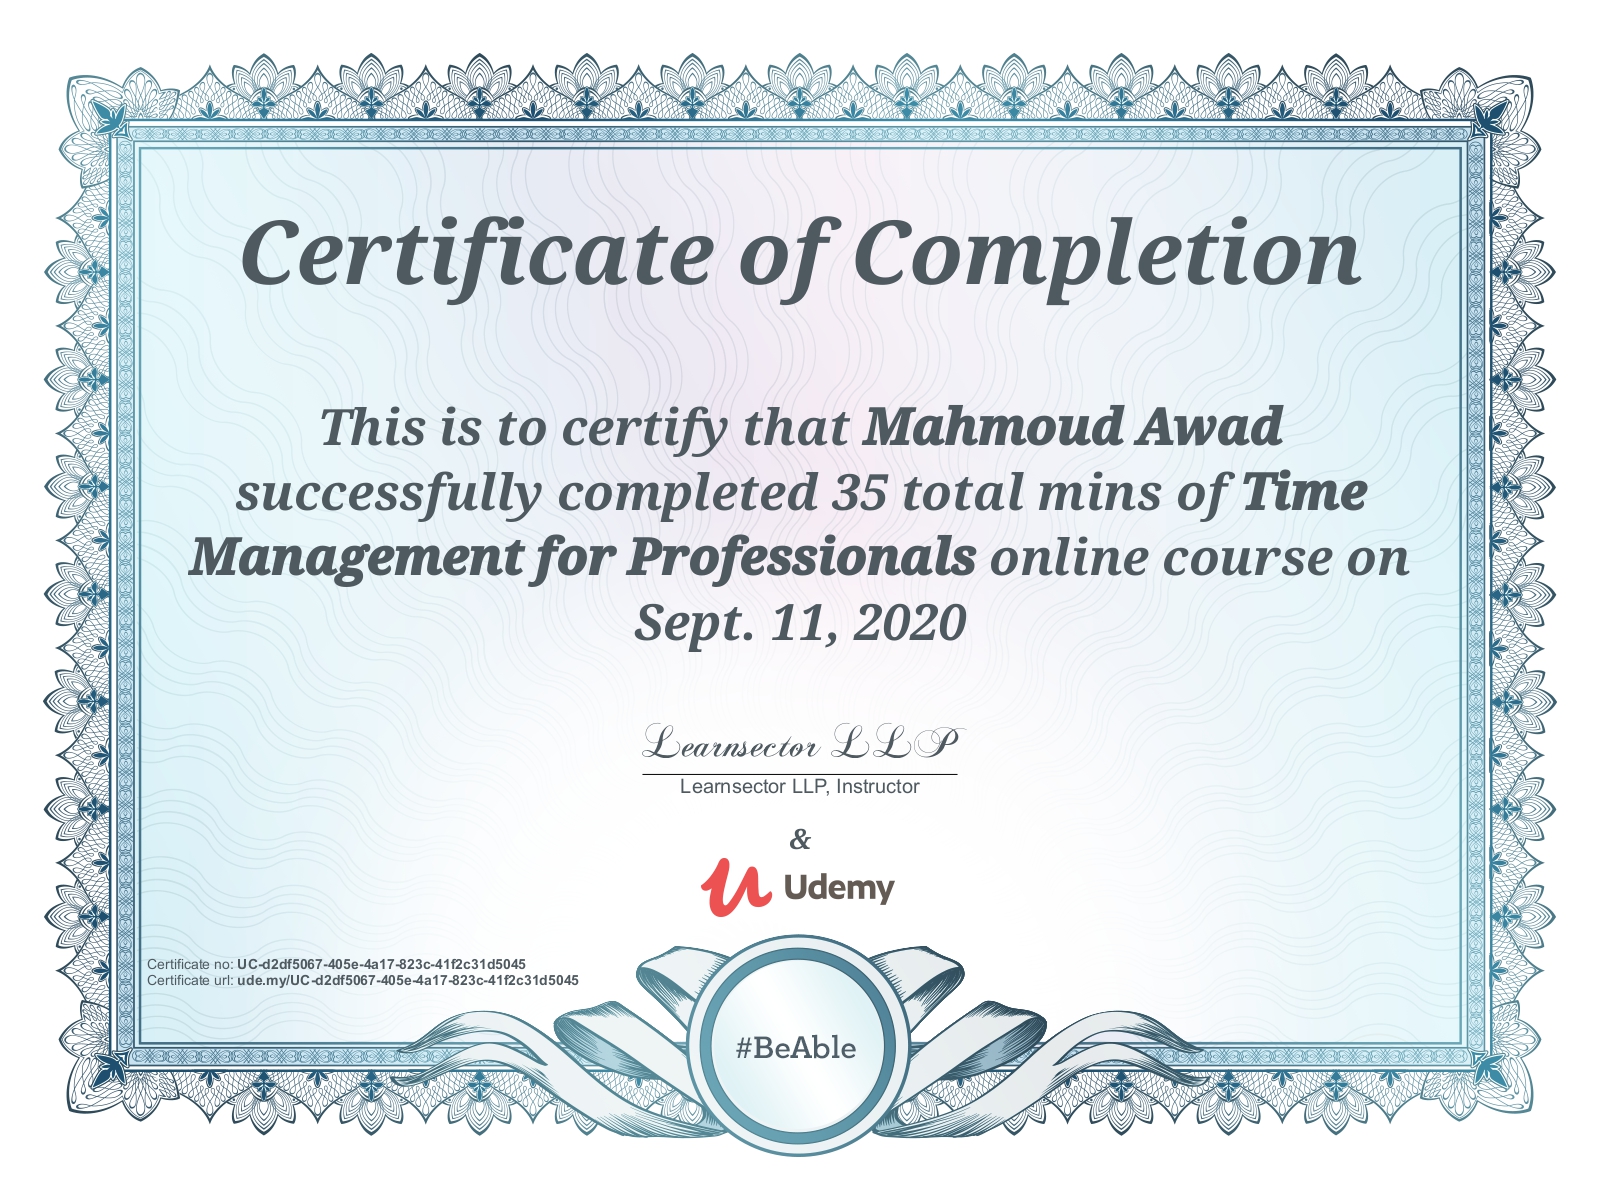 Certificate of Completion
This is to certify that Mahmoud Awad
successfully completed 35 total mins of Time
Management for Professionals online course on
Sept. 11, 2020
Learnsector LLP
Learnsector LLP, Instructor
&
Udemy
Certificate no: UC-d2df5067-405e-4a17-823c-41f2c31d5045
Certificate url: ude.my/UC-d2df5067-405e-4a17-823c-41f2c31d5045
#BeAble